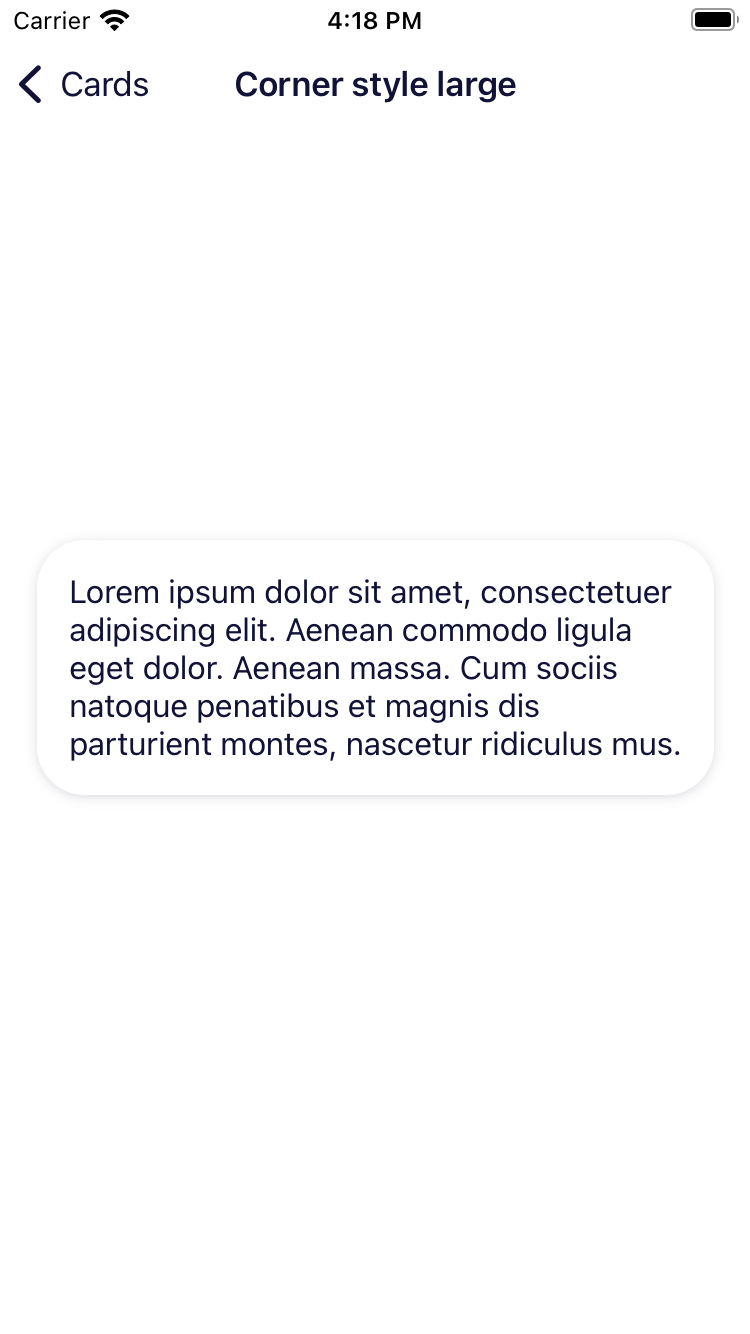 Carrier
4:18 PM
Cards
Corner style large
Lorem ipsum dolor sit amet, consectetuer
adipiscing elit. Aenean commodo ligula
eget dolor. Aenean massa. Cum sociis
natoque penatibus et magnis dis
parturient montes, nascetur ridiculus mus.